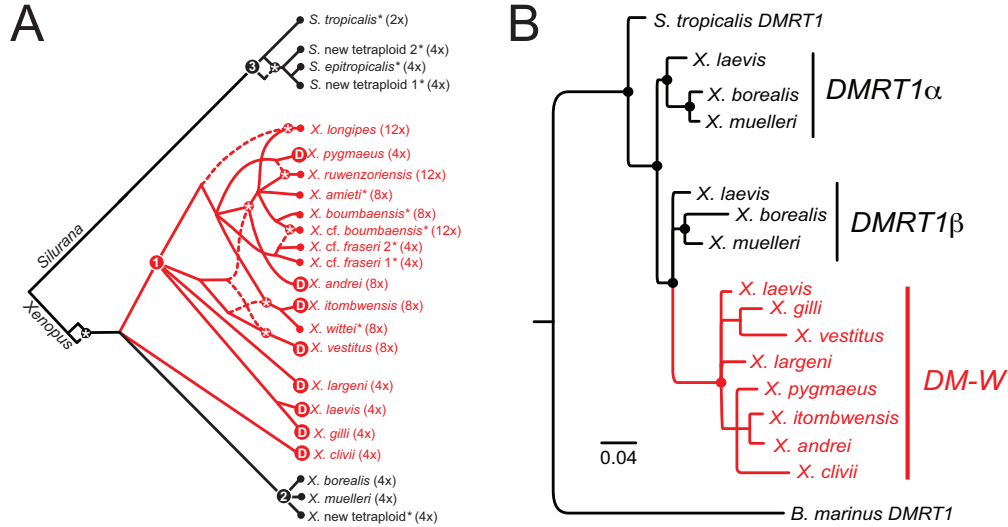 A
S. tropicalis* (2x)
S. new tetraploid 2* (4x)
3
*
S. epitropicalis* (4x)
S. new tetraploid 1* (4x)
* X. longipes (12x)
D X. pygmaeus (4x)
* X. ruwenzoriensis (12x)
X. amieti* (8x)
*
X. boumbaensis* (8x)
* X. cf. boumbaensis* (12x)
X. cf. fraseri 2* (4x)
Silurana
1
X. cf. fraseri 1* (4x)
D X. andrei (8x)
* D X. itombwensis (8x)
Xenopus
*
X. wittei* (8x)
*
D X. vestitus (8x)
D X. largeni (4x)
D X. laevis (4x)
D X. gilli (4x)
D X. clivii (4x)
X. borealis (4x)
2 X. muelleri (4x)
X. new tetraploid* (4x)
B
S. tropicalis DMRT1
X. laevis
X. borealis
X. muelleri
DMRT1α
X. laevis
X. borealis
X. muelleri
DMRT1β
X. laevis
X. gilli
X. vestitus
X. largeni
X. pygmaeus
X. itombwensis
X. andrei
X. clivii
DM-W
0.04
B. marinus DMRT1